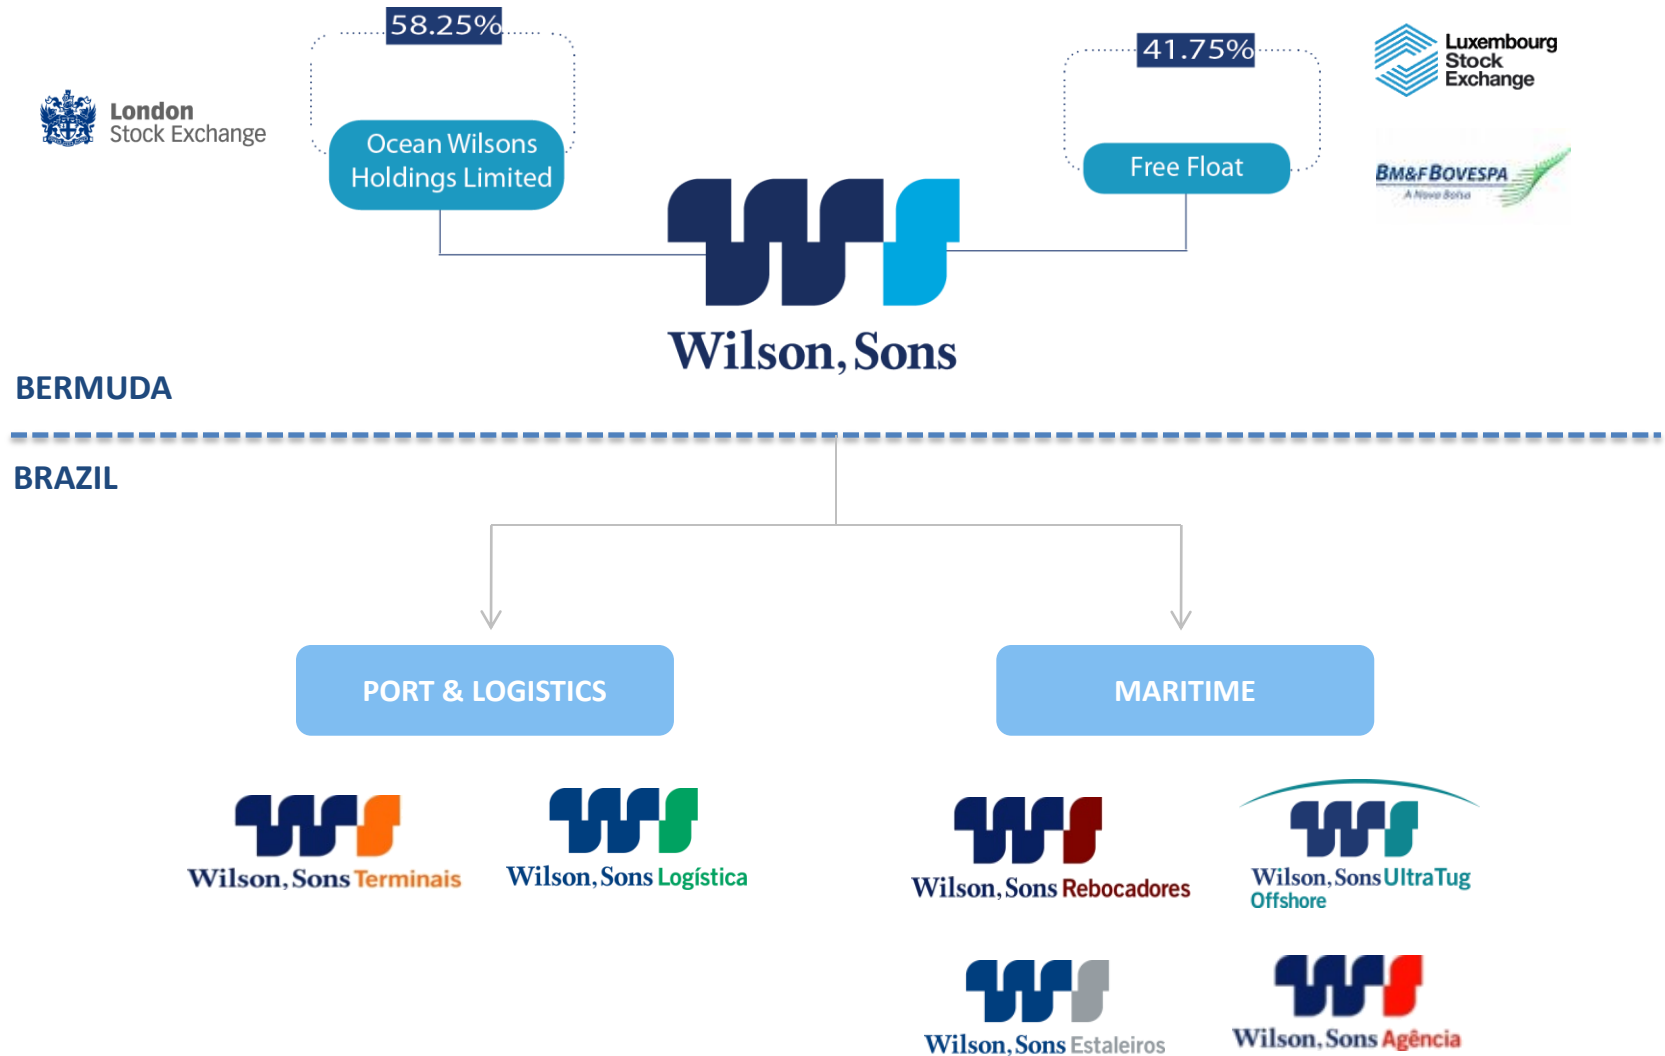 58.25%
41.75%
Luxembourg
Stock
Exchange
London
Stock Exchange
Ocean Wilsons
Holdings Limited
Free Float
BM&FBOVESPA
A Nova Bolsa
Wilson, Sons
BERMUDA
BRAZIL
PORT & LOGISTICS
MARITIME
Wilson, Sons Terminais
Wilson, Sons Logística
Wilson, Sons Rebocadores
Wilson, Sons UltraTug
Offshore
Wilson, Sons Estaleiros
Wilson, Sons Agência